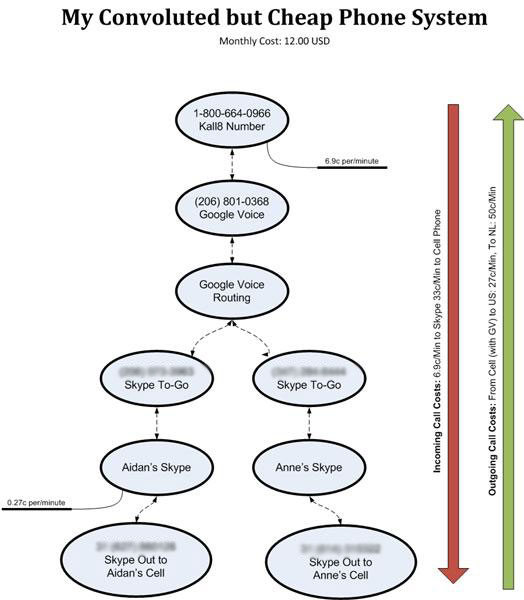 My Convoluted but Cheap Phone System
Monthly Cost: 12.00 USD
1-800-664-0966
Kall8 Number
6.9c per/minute
(206) 801-0368
Google Voice
Google Voice
Routing
Skype To-Go
Skype To-Go
Aidan's Skype
Anne's Skype
0.27c per/minute
Skype Out to
Aidan's Cell
Skype Out to
Anne's Cell
Incoming Call Costs: 6.9c/Min to Skype 33c/Min to Cell Phone
Outgoing Call Costs: From Cell (with GV) to US: 27c/Min, To NL: 50c/Min